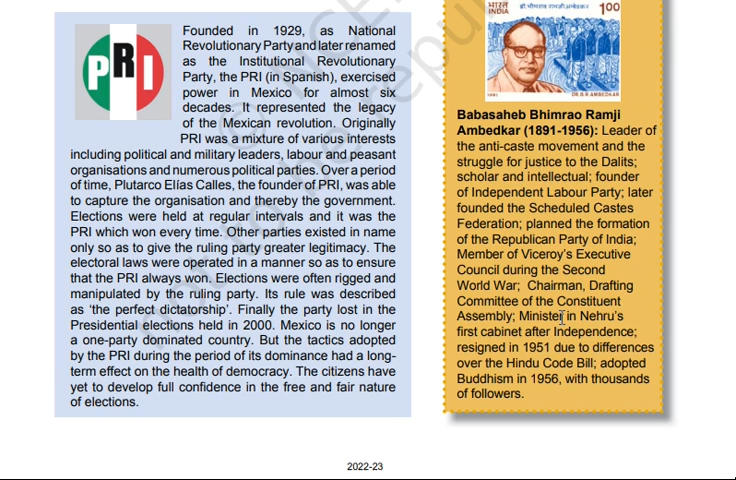 PRI
Founded in 1929, as National
Revolutionary Party and later renamed
as the Institutional Revolutionary
Party, the PRI (in Spanish), exercised
power in Mexico for almost six
decades. It represented the legacy
of the Mexican revolution. Originally
PRI was a mixture of various interests
including political and military leaders, labour and peasant
organisations and numerous political parties. Over a period
of time, Plutarco Elías Calles, the founder of PRI, was able
to capture the organisation and thereby the government.
Elections were held at regular intervals and it was the
PRI which won every time. Other parties existed in name
only so as to give the ruling party greater legitimacy. The
electoral laws were operated in a manner so as to ensure
that the PRI always won. Elections were often rigged and
manipulated by the ruling party. Its rule was described
as ‘the perfect dictatorship’. Finally the party lost in the
Presidential elections held in 2000. Mexico is no longer
a one-party dominated country. But the tactics adopted
by the PRI during the period of its dominance had a long-
term effect on the health of democracy. The citizens have
yet to develop full confidence in the free and fair nature
of elections.
भारत
INDIA
100
DR. B.R. AMBEDKAR
Babasaheb Bhimrao Ramji
Ambedkar (1891-1956): Leader of
the anti-caste movement and the
struggle for justice to the Dalits;
scholar and intellectual; founder
of Independent Labour Party; later
founded the Scheduled Castes
Federation; planned the formation
of the Republican Party of India;
Member of Viceroy’s Executive
Council during the Second
World War; Chairman, Drafting
Committee of the Constituent
Assembly; Minister in Nehru’s
first cabinet after Independence;
resigned in 1951 due to differences
over the Hindu Code Bill; adopted
Buddhism in 1956, with thousands
of followers.
2022-23